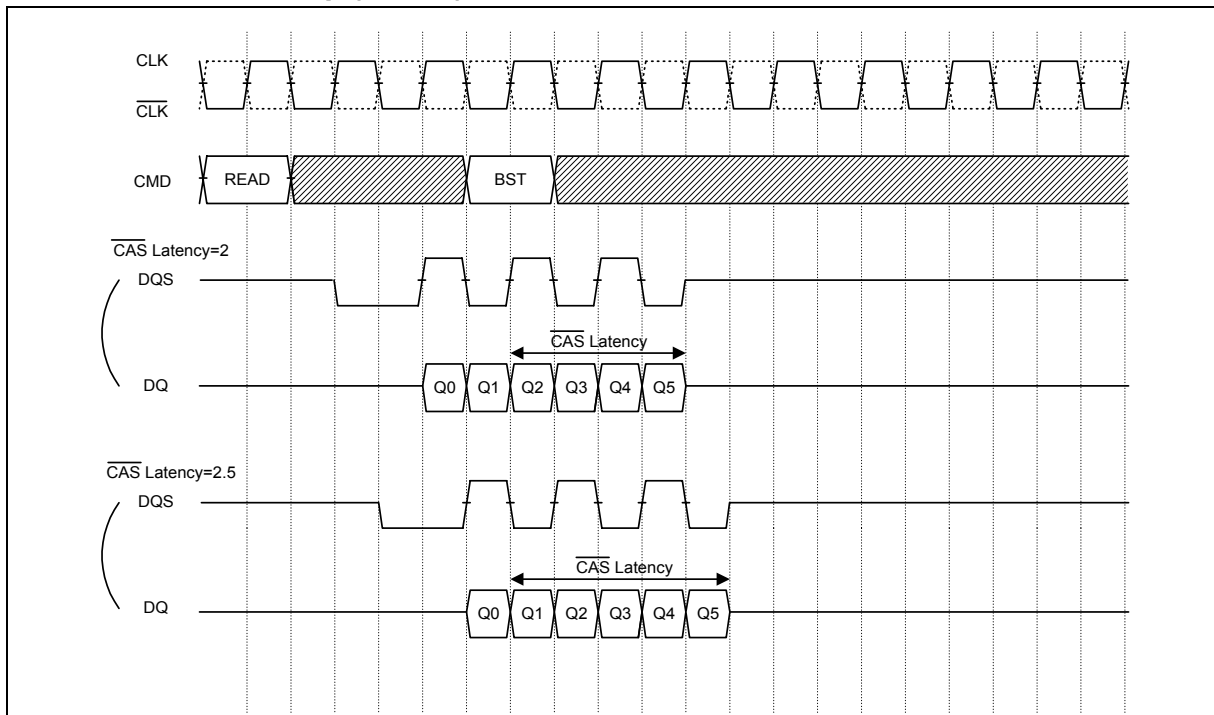 CLK
CLK
CMD
READ
BST
CAS Latency=2
DQS
CAS Latency
DQ
Q0 Q1 Q2 Q3 Q4 Q5
CAS Latency=2.5
DQS
CAS Latency
DQ
Q0 Q1 Q2 Q3 Q4 Q5